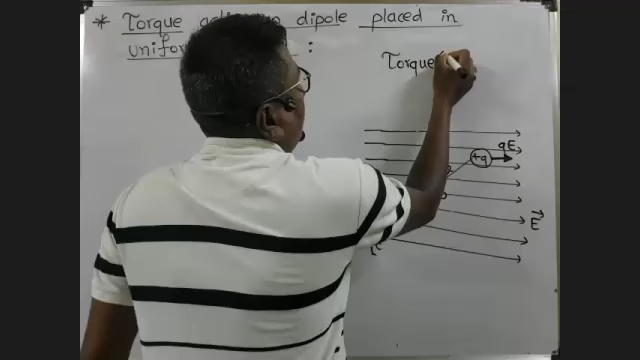 * Torque dipole placed in
unifor :
Torque
+q qE
E